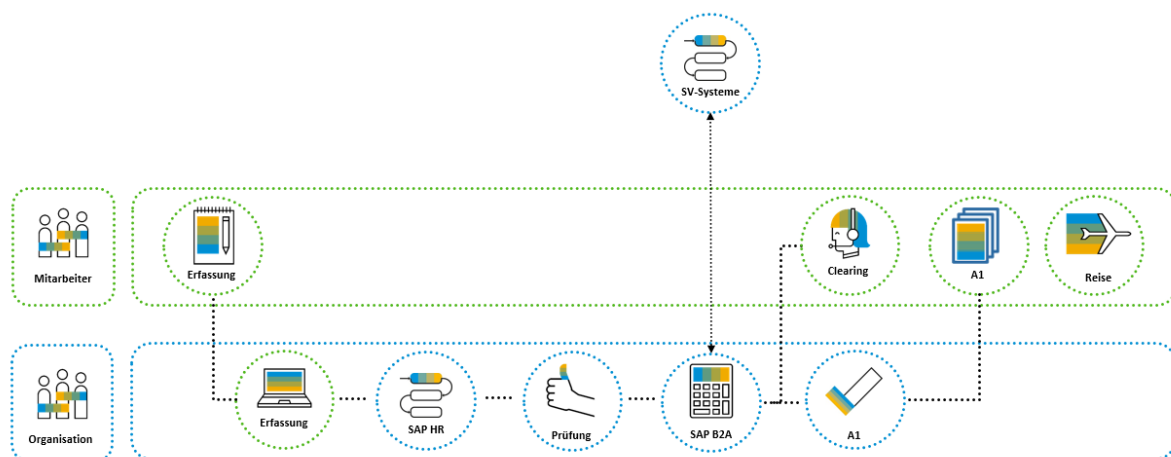 SV-Systeme
Mitarbeiter
Erfassung
Clearing
A1
Reise
Organisation
Erfassung
SAP HR
Prüfung
SAP B2A
A1